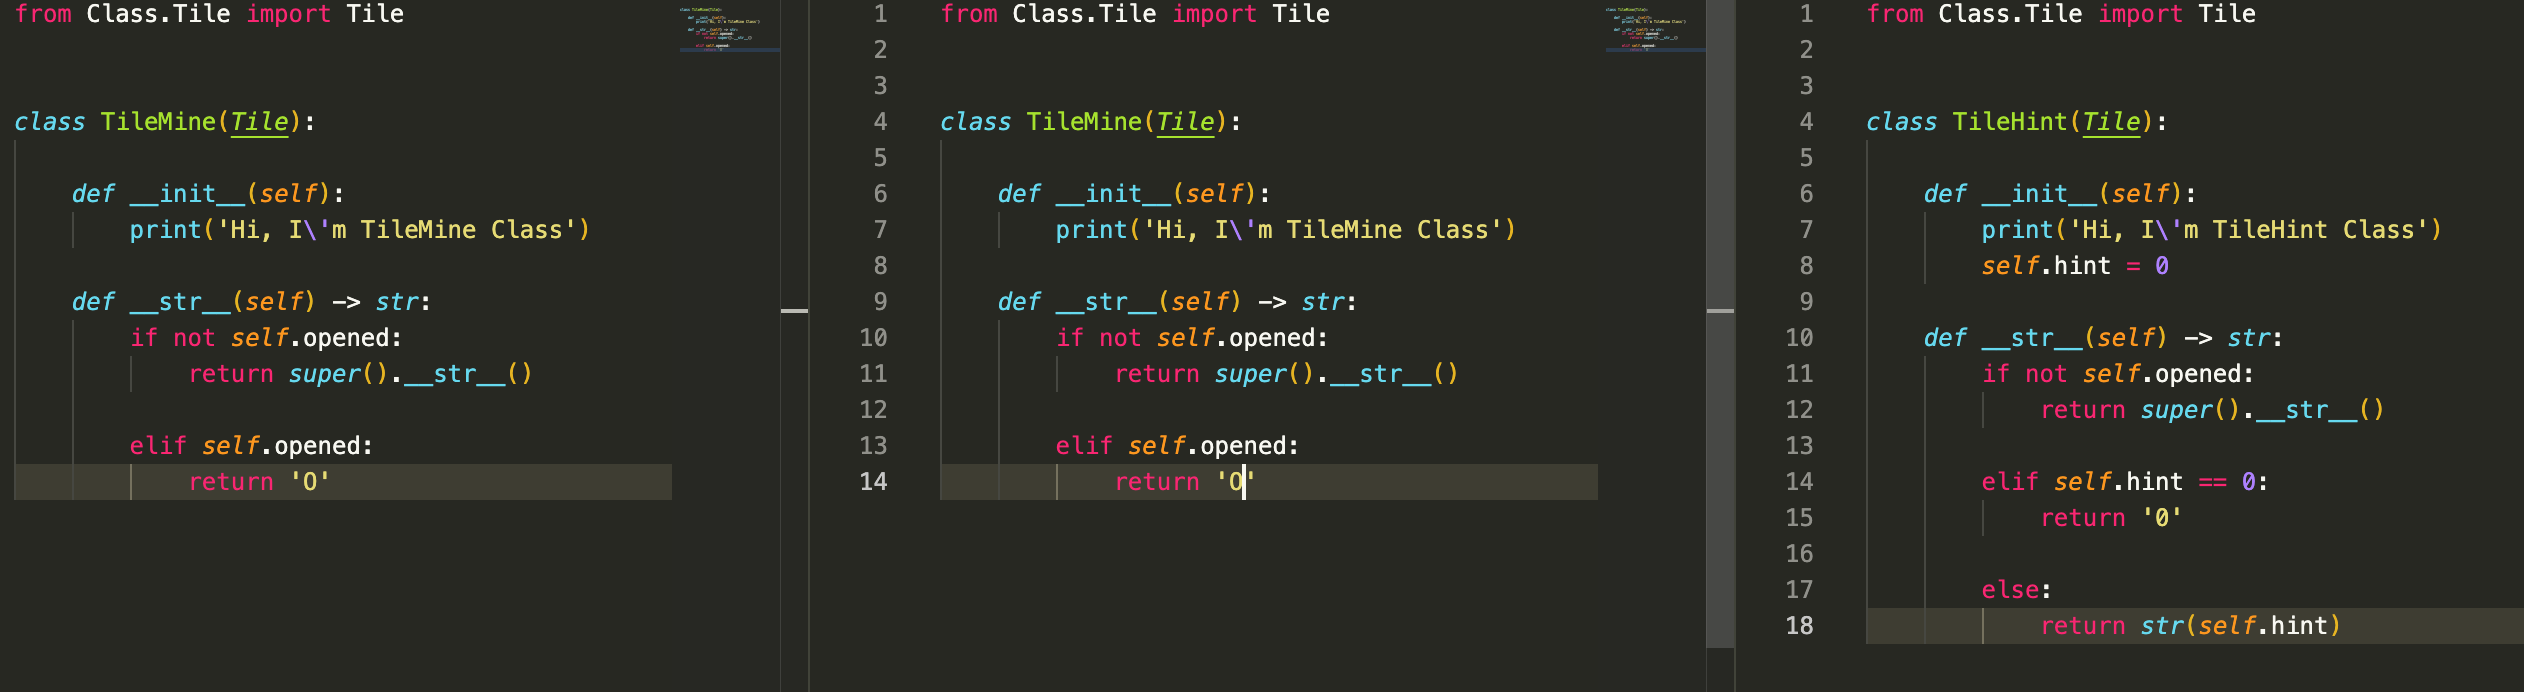 from Class.Tile import Tile
class TileMine(Tile):
def __init__(self):
print('Hi, I\'m TileMine Class')
def __str__(self) -> str:
if not self.opened:
return super().__str__()
elif self.opened:
return 'O'
1 from Class.Tile import Tile
2
3
4 class TileMine(Tile):
5
6 def __init__(self):
7 print('Hi, I\'m TileMine Class')
8
9 def __str__(self) -> str:
10 if not self.opened:
11 return super().__str__()
12
13 elif self.opened:
14 return 'O'
1 from Class.Tile import Tile
2
3
4 class TileHint(Tile):
5
6 def __init__(self):
7 print('Hi, I\'m TileHint Class')
8 self.hint = 0
9
10 def __str__(self) -> str:
11 if not self.opened:
12 return super().__str__()
13
14 elif self.hint == 0:
15 return '0'
16
17 else:
18 return str(self.hint)